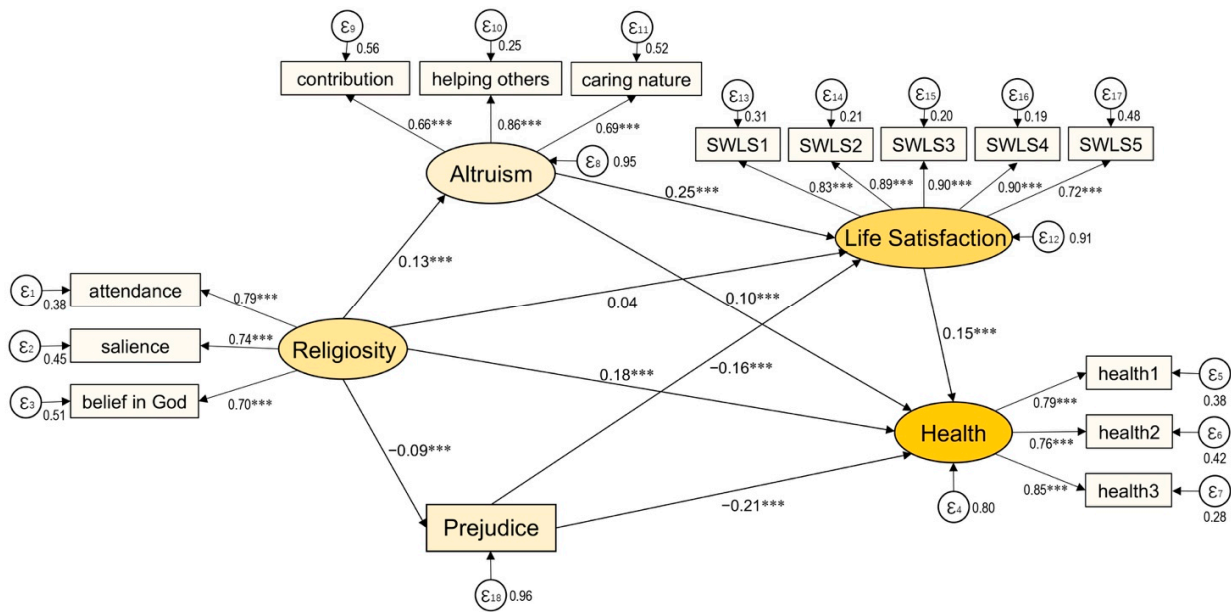 ε9
0.56
ε10
0.25
ε11
0.52
contribution
helping others
caring nature
0.66***
0.86***
0.69***
Altruism
ε8
0.95
ε13
0.31
ε14
0.21
ε15
0.20
ε16
0.19
ε17
0.48
SWLS1
SWLS2
SWLS3
SWLS4
SWLS5
0.83***
0.89***
0.90***
0.90***
0.72***
0.25***
Life Satisfaction
ε12
0.91
0.13***
0.04
0.10***
0.15***
ε1
0.38
attendance
0.79***
ε2
0.45
salience
0.74***
ε3
0.51
belief in God
0.70***
Religiosity
0.18***
−0.16***
−0.09***
−0.21***
Health
ε4
0.80
health1
0.79***
ε5
0.38
health2
0.76***
ε6
0.42
health3
0.85***
ε7
0.28
Prejudice
ε18
0.96